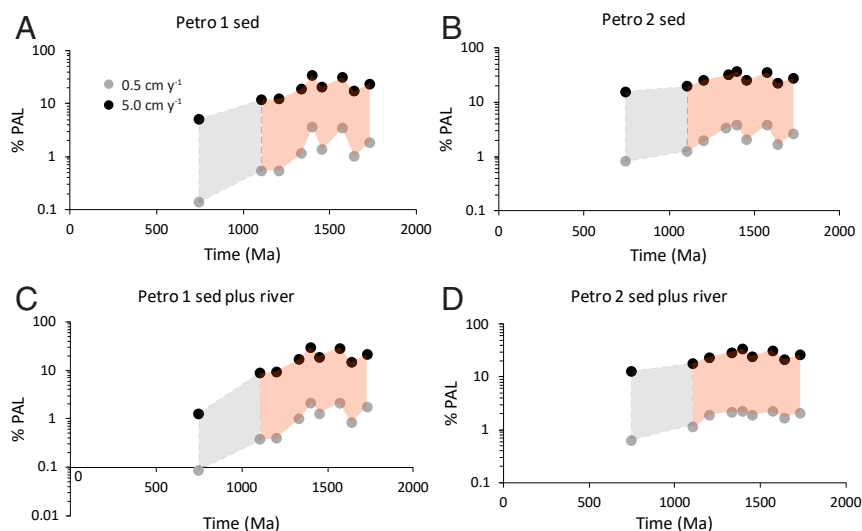 A
Petro 1 sed
100
10
1
0.1
% PAL
0.5 cm y⁻¹
5.0 cm y⁻¹
0
500
1000
1500
2000
Time (Ma)
B
Petro 2 sed
100
10
1
0.1
% PAL
0
500
1000
1500
2000
Time (Ma)
C
Petro 1 sed plus river
100
10
1
0.1
0.01
% PAL
0
500
1000
1500
2000
Time (Ma)
D
Petro 2 sed plus river
100
10
1
0.1
% PAL
0
500
1000
1500
2000
Time (Ma)